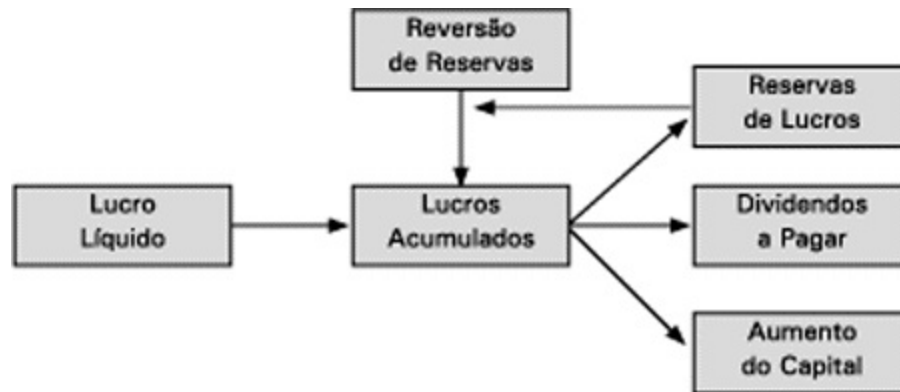 Reversão
de Reservas
Reservas
de Lucros
Lucro
Líquido
Lucros
Acumulados
Dividendos
a Pagar
Aumento
do Capital